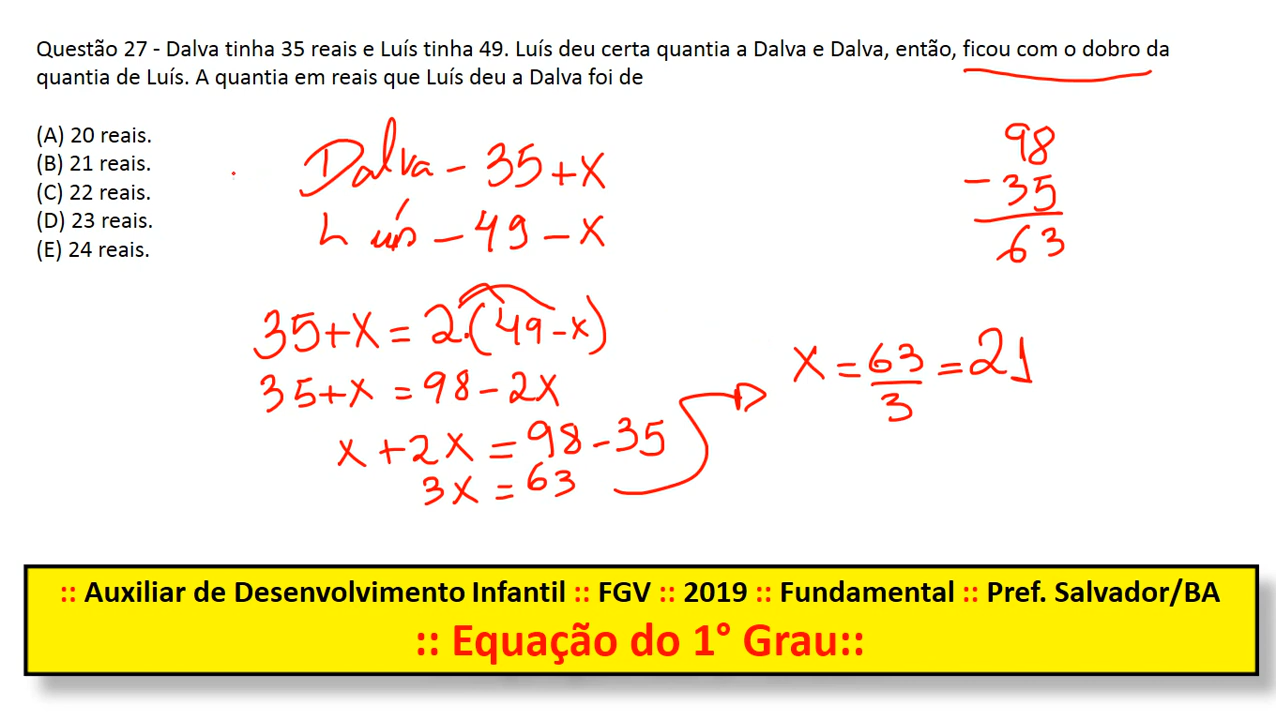 Questão 27 - Dalva tinha 35 reais e Luís tinha 49. Luís deu certa quantia a Dalva e Dalva, então, ficou com o dobro da
quantia de Luís. A quantia em reais que Luís deu a Dalva foi de
(A) 20 reais.
(B) 21 reais.
(C) 22 reais.
(D) 23 reais.
(E) 24 reais.
Dalva - 35+x
Luís - 49 - x
98
- 35
63
35+x = 2.(49-x)
35+x = 98 - 2x
x + 2x = 98 - 35
3x = 63
x = 63/3 = 21
:: Auxiliar de Desenvolvimento Infantil :: FGV :: 2019 :: Fundamental :: Pref. Salvador/BA
:: Equação do 1° Grau::